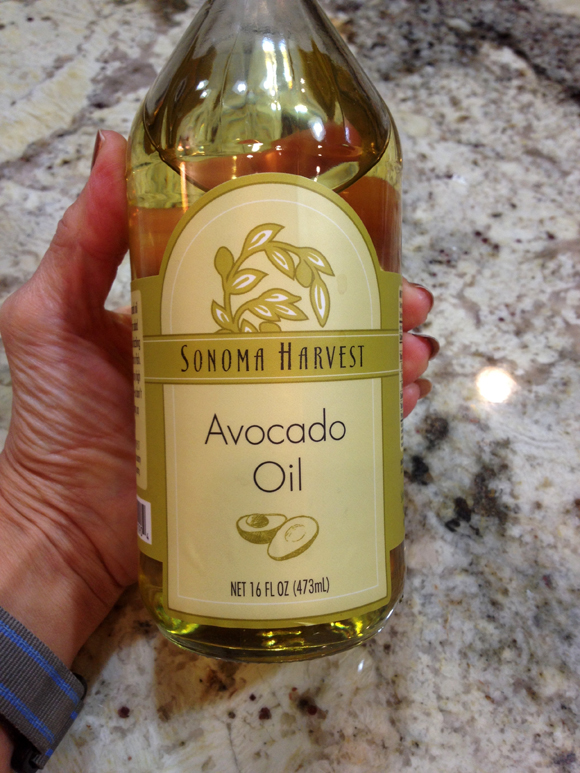 SONOMA HARVEST
Avocado
Oil
NET 16 FL OZ (473mL)